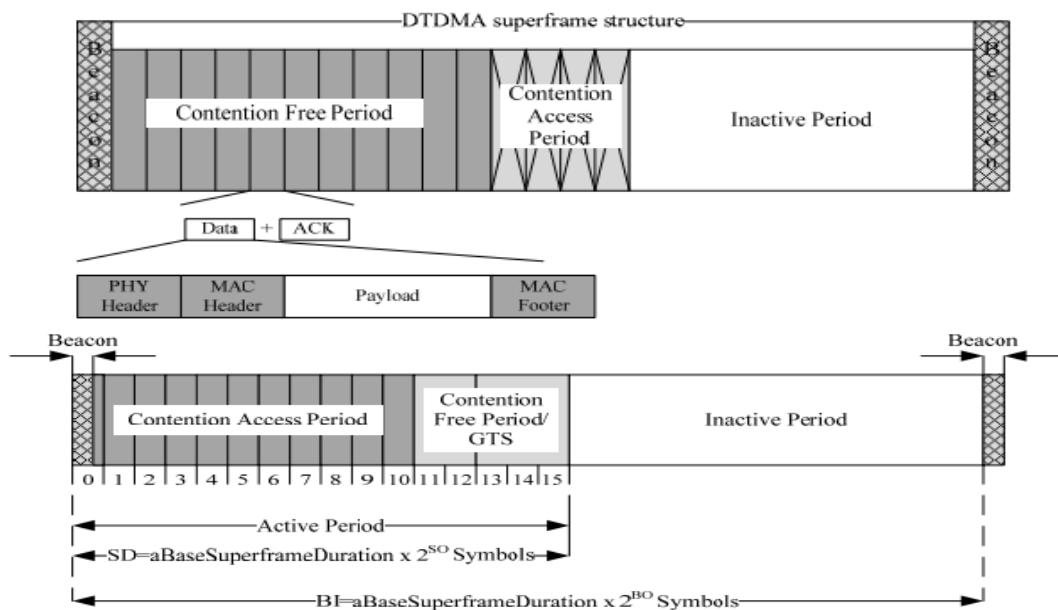 DTDMA superframe structure
Beacon
Contention Free Period
Contention
Access
Period
Inactive Period
Beacon
Data + ACK
PHY
Header
MAC
Header
Payload
MAC
Footer
Beacon
Beacon
Contention Access Period
Contention
Free Period/
GTS
Inactive Period
0 1 2 3 4 5 6 7 8 9 10 11 12 13 14 15
Active Period
SD=aBaseSuperframeDuration x 2^SO Symbols
BI=aBaseSuperframeDuration x 2^BO Symbols